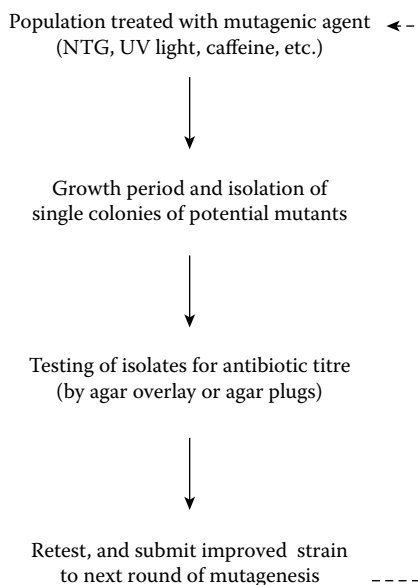 Population treated with mutagenic agent
(NTG, UV light, caffeine, etc.)
Growth period and isolation of
single colonies of potential mutants
Testing of isolates for antibiotic titre
(by agar overlay or agar plugs)
Retest, and submit improved strain
to next round of mutagenesis